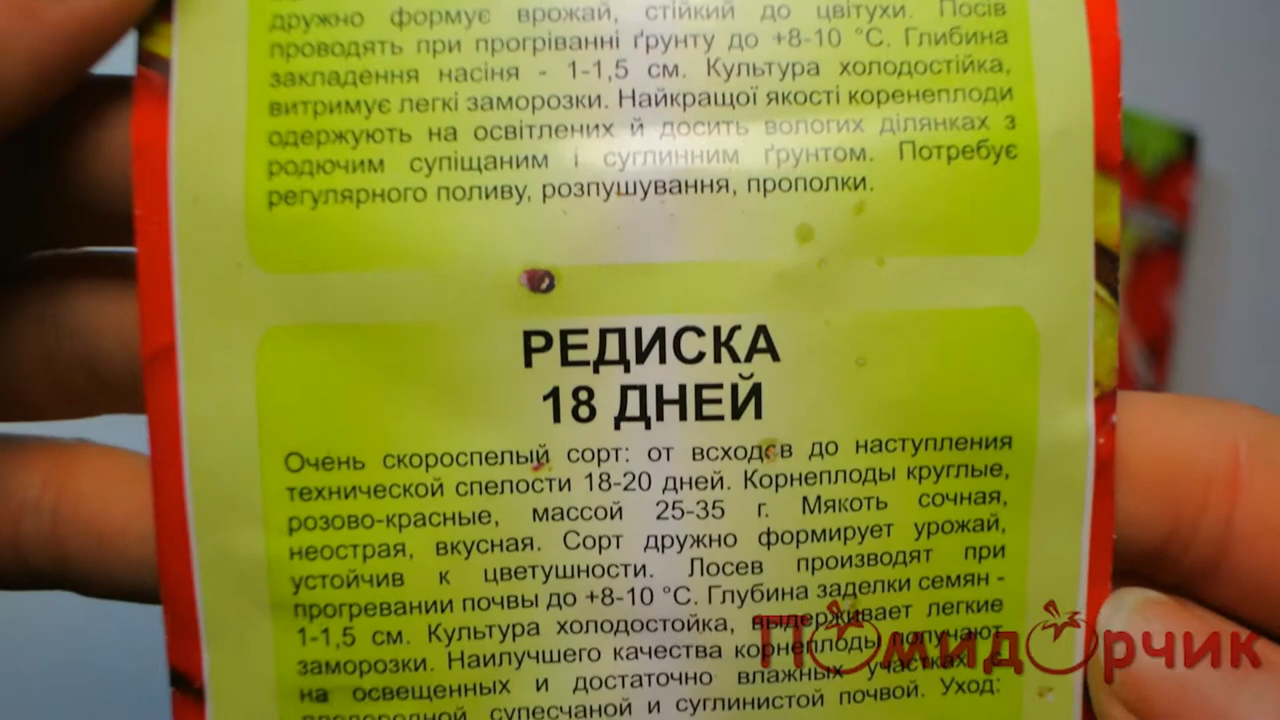 дружно формує врожай, стійкий до цвітухи. Посів
проводять при прогріванні ґрунту до +8-10 °С. Глибина
закладення насіня - 1-1,5 см. Культура холодостійка,
витримує легкі заморозки. Найкращої якості коренеплоди
одержують на освітлених й досить вологих ділянках з
родючим супіщаним і суглинним ґрунтом. Потребує
регулярного поливу, розпушування, прополки.
РЕДИСКА
18 ДНЕЙ
Очень скороспелый сорт: от всходов до наступления
технической спелости 18-20 дней. Корнеплоды круглые,
розово-красные, массой 25-35 г. Мякоть сочная,
неострая, вкусная. Сорт дружно формирует урожай,
устойчив к цветушности. Лосев производят при
прогревании почвы до +8-10 °С. Глубина заделки семян -
1-1,5 см. Культура холодостойка, выдерживает легкие
заморозки. Наилучшего качества корнеплоды получают
на освещенных и достаточно влажных участках
плодородной, супесчаной и суглинистой почвой. Уход:
Помидорчик